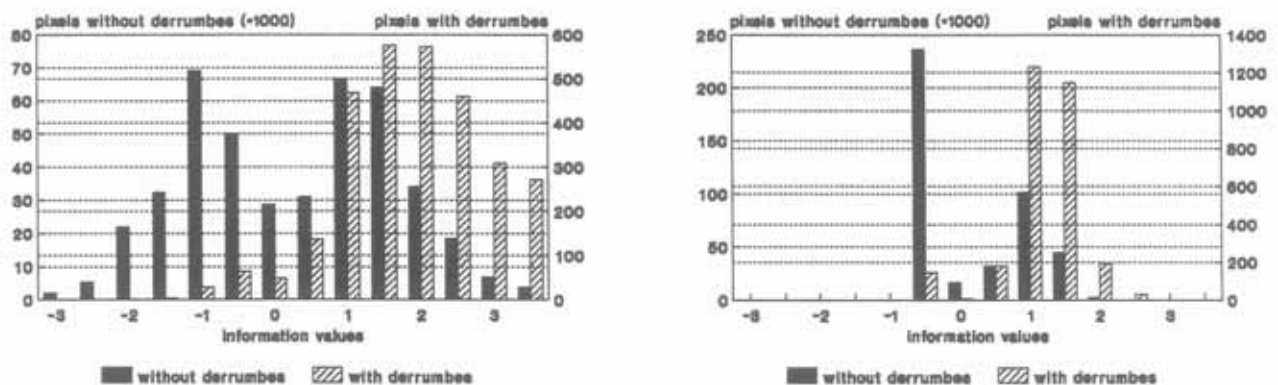 pixels without derrumbes (*1000) pixels with derrumbes
80 600
70
500
60
50 400
40 300
30
200
20
10 100
0 0
-3 -2 -1 0 1 2 3
information values
without derrumbes with derrumbes
pixels without derrumbes (*1000) pixels with derrumbes
250 1400
1200
200
1000
150 800
100 600
400
50
200
0 0
-3 -2 -1 0 1 2 3
information values
without derrumbes with derrumbes